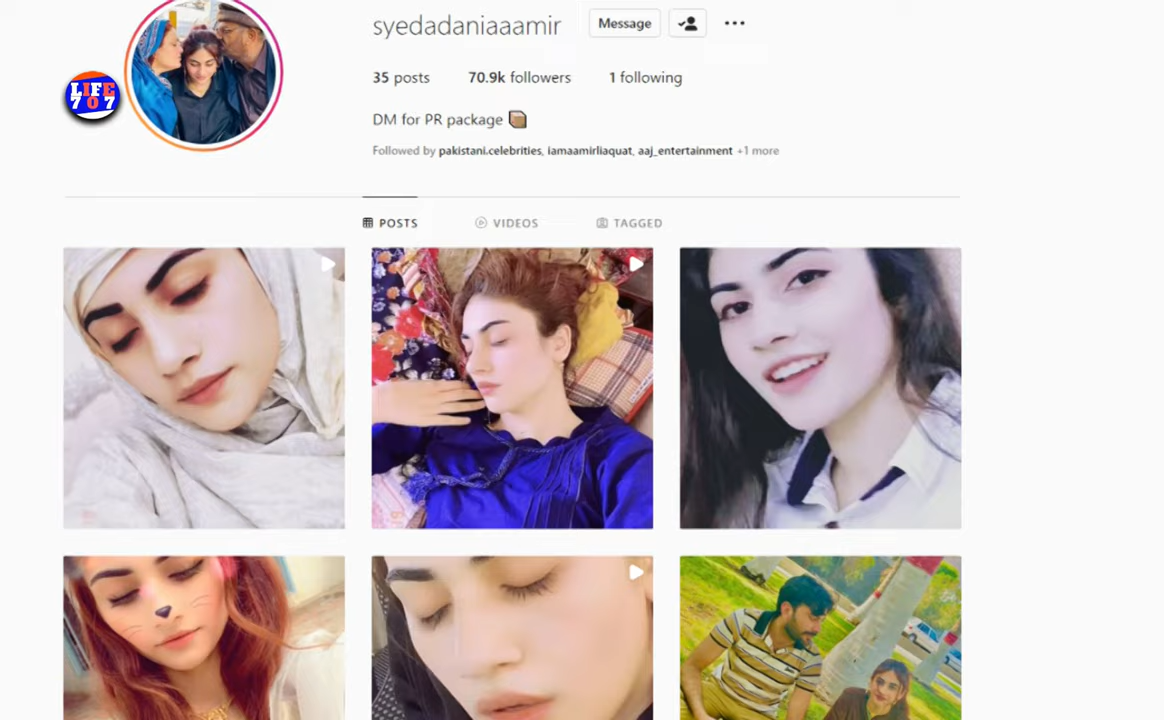 syedadaniaaamir
Message
LIFE
707
35 posts
70.9k followers
1 following
DM for PR package
Followed by pakistani.celebrities, iamaamirliaquat, aaj_entertainment +1 more
POSTS
VIDEOS
TAGGED